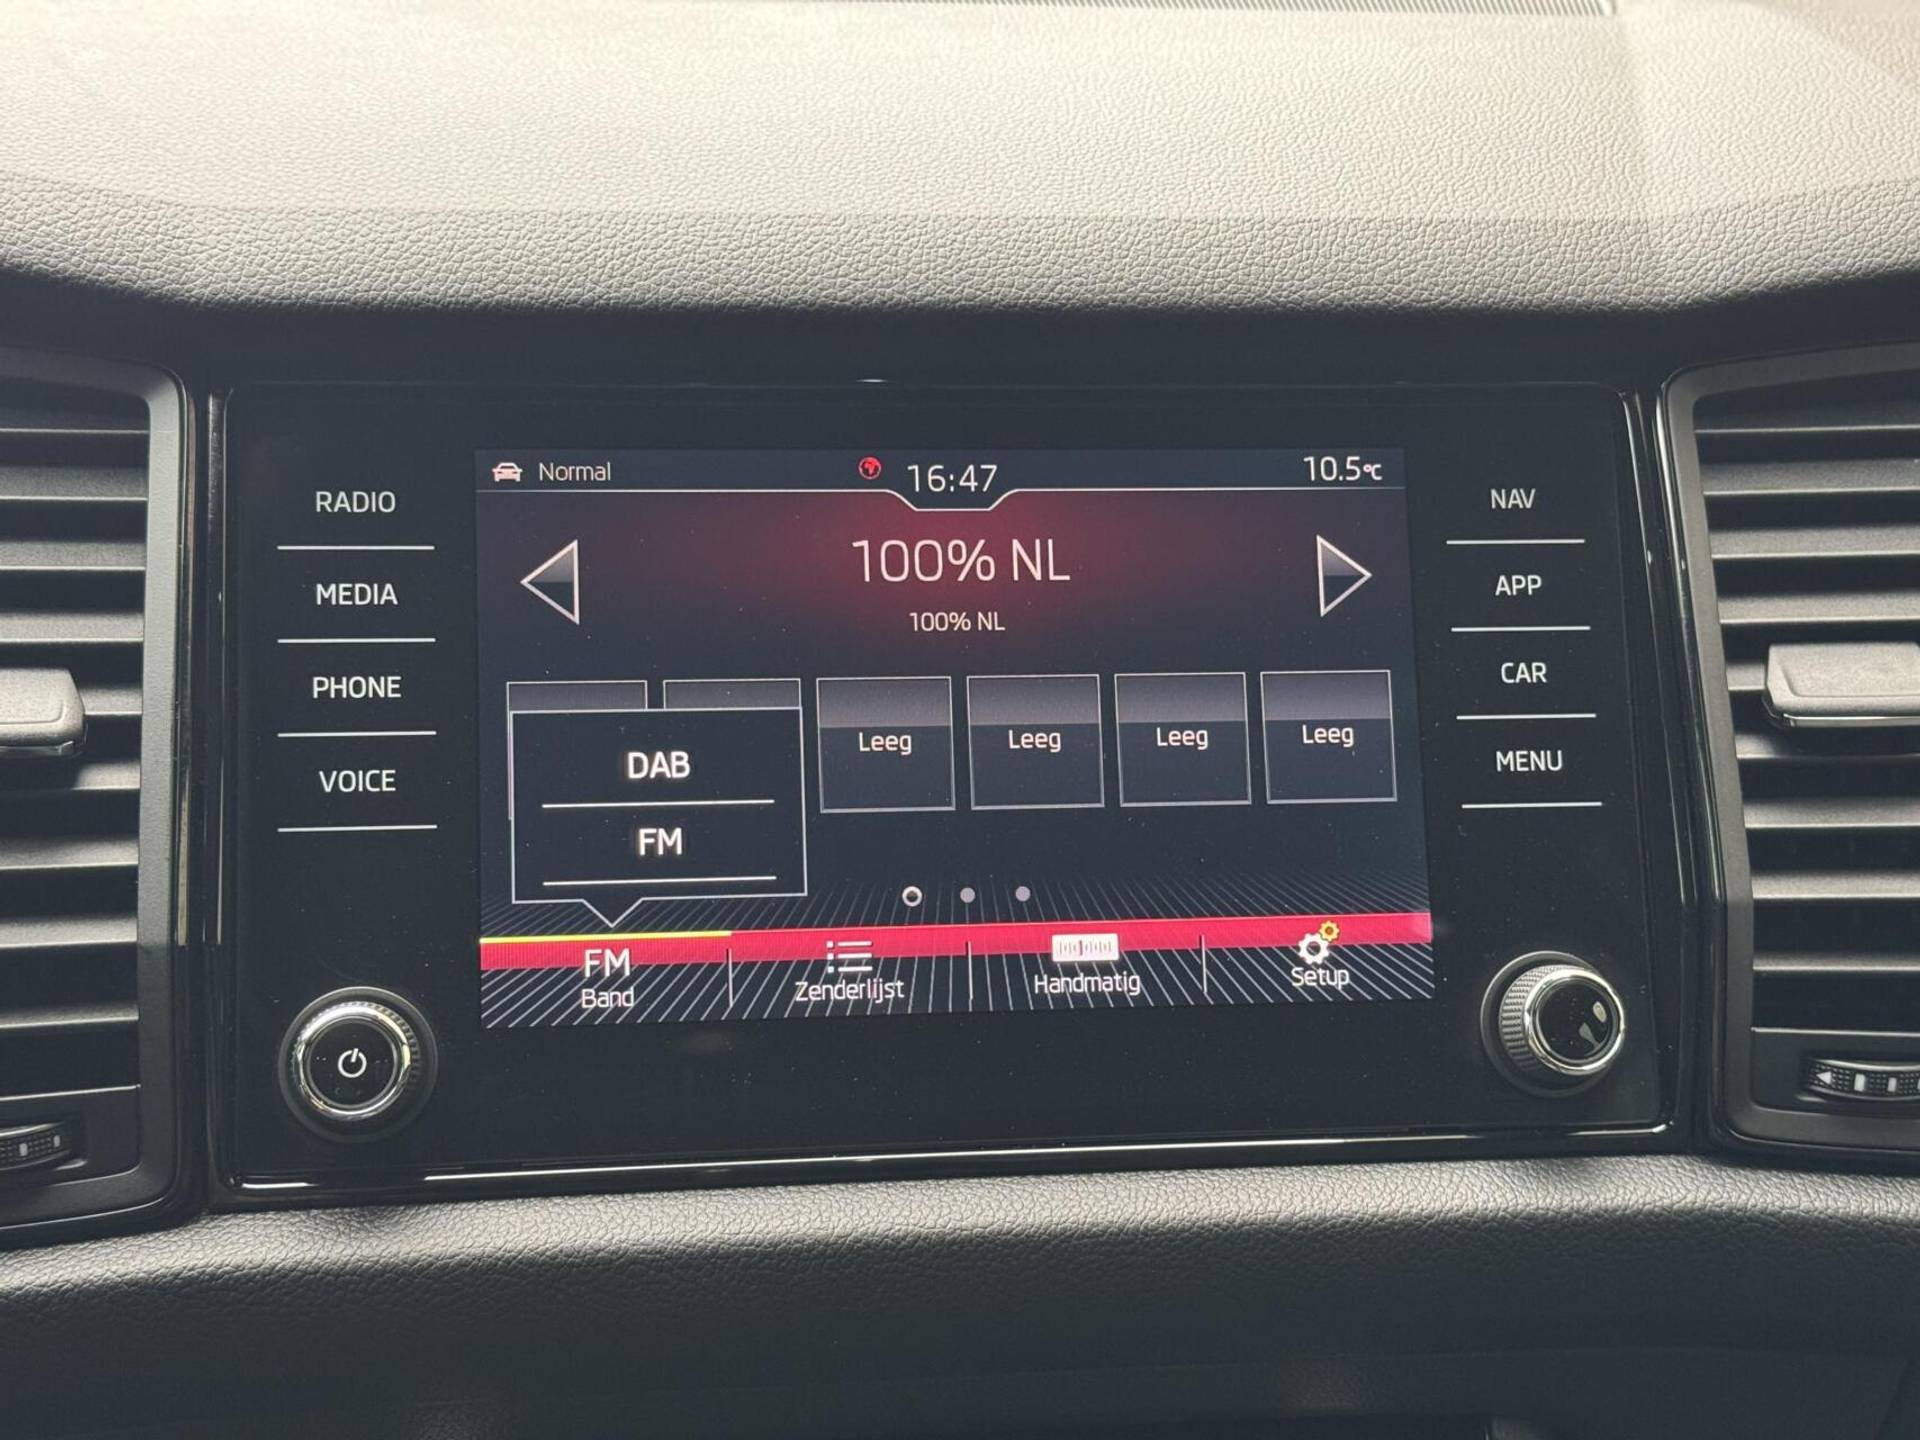 Normal
16:47
10.5°C
RADIO
MEDIA
PHONE
VOICE
100% NL
100% NL
Leeg
Leeg
Leeg
Leeg
DAB
FM
FM
Band
Zenderlijst
Handmatig
Setup
NAV
APP
CAR
MENU